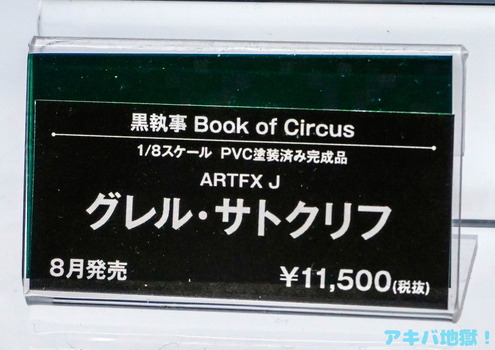 黒執事 Book of Circus
1/8スケール PVC塗装済み完成品
ARTFX J
グレル・サトクリフ
8月発売 ¥11,500(税抜)
アキバ地獄！